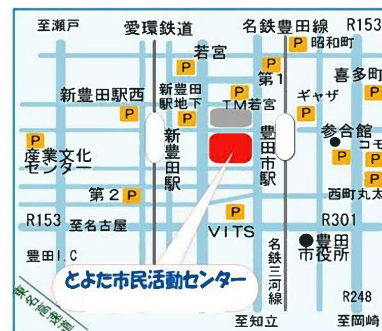 至瀬戸
愛環鉄道
名鉄豊田線
R153
若宮
P
P
昭和町
P
第1
喜多町
P
新豊田駅西
P
新豊田
駅地下
P
P
TM若宮
ギャザ
P
P
産業文化
センター
新豊田駅
豊田市駅
参合館
コモ
P
P
P
第2
P
西町丸太
P
R153
至名古屋
P
VITS
R301
豊田I.C
名鉄三河線
豊田
市役所
とよた市民活動センター
東名高速道
R248
至知立
至岡崎